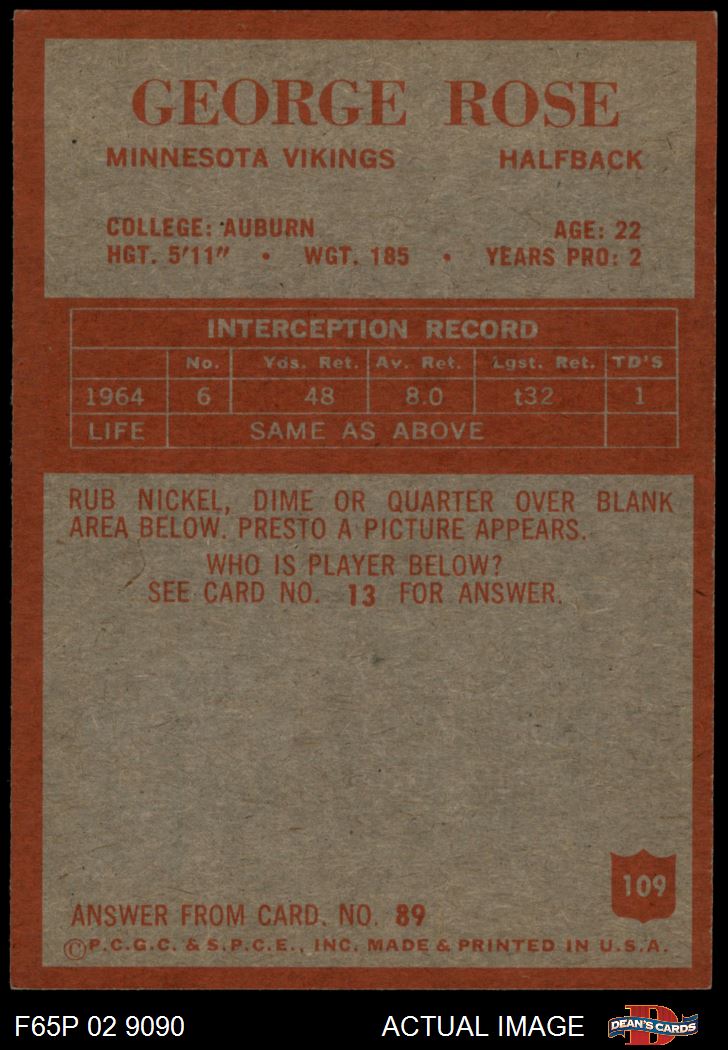 GEORGE ROSE
MINNESOTA VIKINGS HALFBACK
COLLEGE: AUBURN AGE: 22
HGT. 5'11" • WGT. 185 • YEARS PRO: 2
INTERCEPTION RECORD
No. Yds. Ret. Av. Ret. Lgst. Ret. TD'S
1964 6 48 8.0 t32 1
LIFE SAME AS ABOVE
RUB NICKEL, DIME OR QUARTER OVER BLANK
AREA BELOW. PRESTO A PICTURE APPEARS.
WHO IS PLAYER BELOW?
SEE CARD NO. 13 FOR ANSWER.
109
ANSWER FROM CARD. NO. 89
©P.C.G.C. & S.P.C.E., INC. MADE & PRINTED IN U.S.A.
F65P 02 9090 ACTUAL IMAGE D DEAN'S CARDS